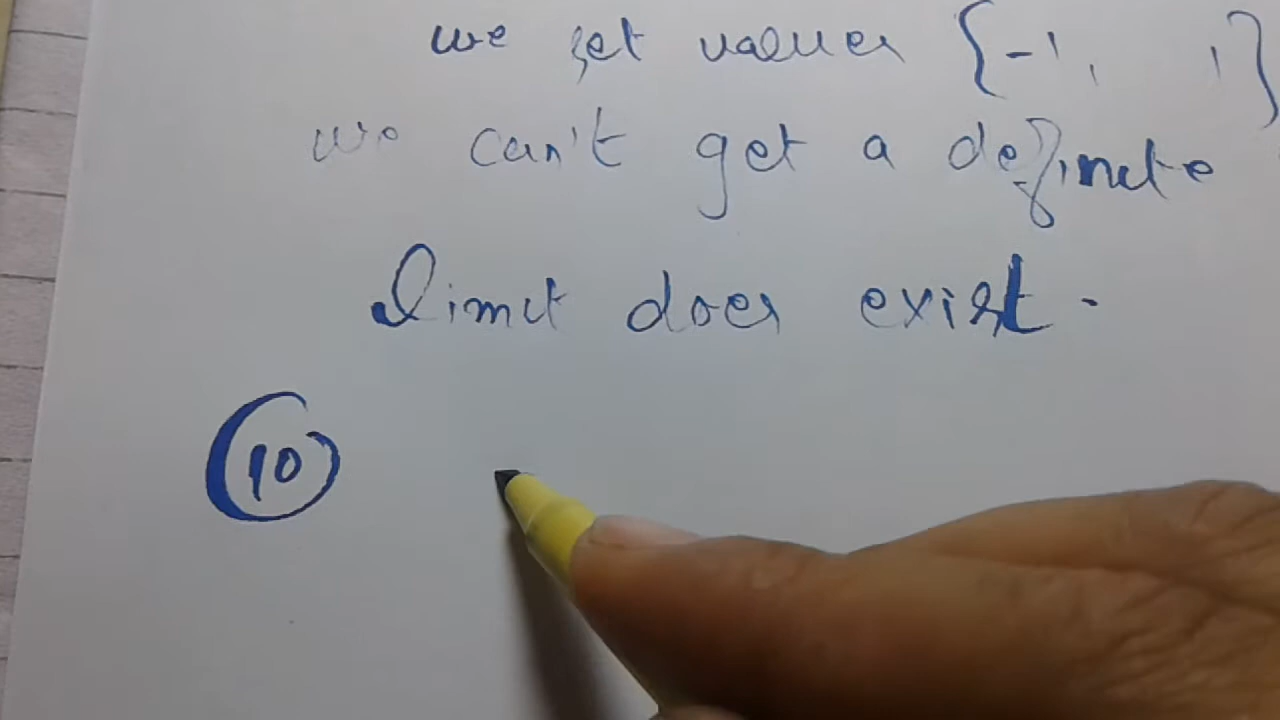 we get values {-1, 1}
we can't get a definite
limit does exist.
10